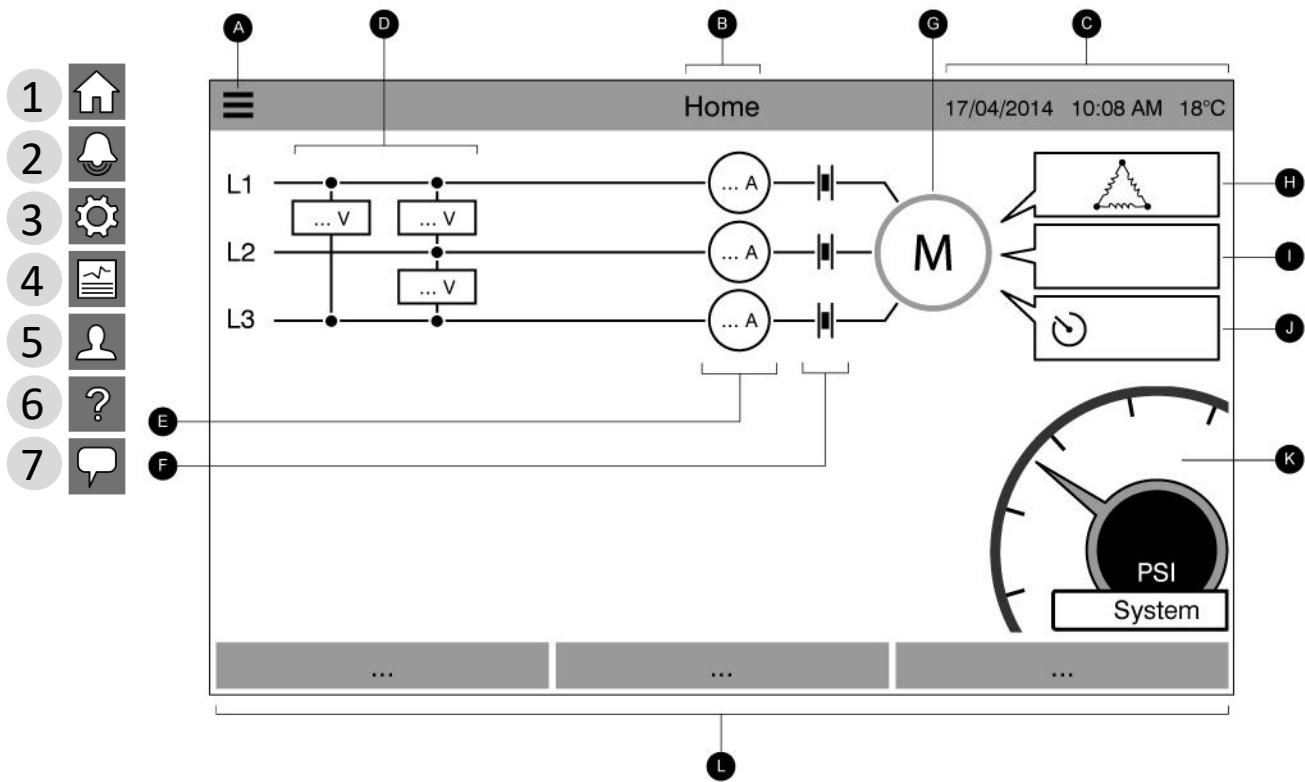 A D B G C
1
2
3
4
5
6
?
7
Home 17/04/2014 10:08 AM 18°C
L1 ... A
... V ... V
L2 ... A M
... V
L3 ... A
H
I
J
E
F
K
PSI
System
... ... ...
L